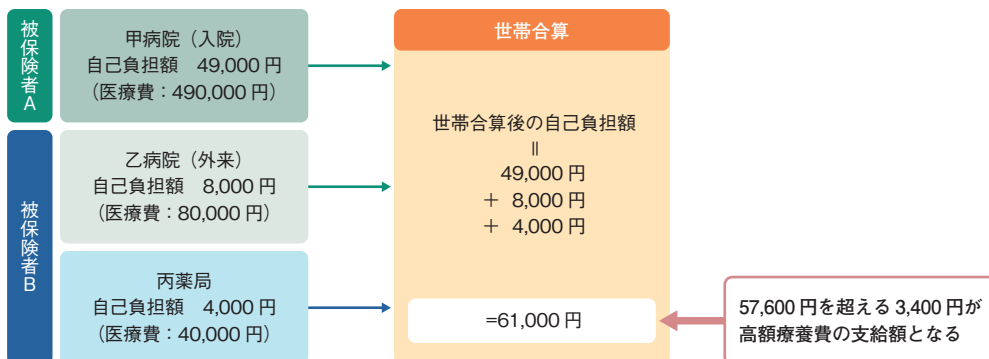 被保険者A
甲病院（入院）
自己負担額　49,000 円
（医療費：490,000 円）
被保険者B
乙病院（外来）
自己負担額　8,000 円
（医療費：80,000 円）
丙薬局
自己負担額　4,000 円
（医療費：40,000 円）
世帯合算
世帯合算後の自己負担額
＝
49,000 円
＋ 8,000 円
＋ 4,000 円
=61,000 円
57,600 円を超える 3,400 円が
高額療養費の支給額となる